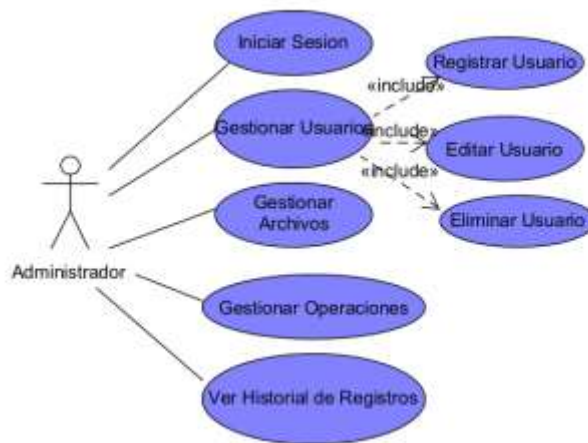 Iniciar Sesion
Registrar Usuario
«include»
Gestionar Usuarios
«include»
Editar Usuario
«include»
Gestionar
Archivos
Eliminar Usuario
Administrador
Gestionar Operaciones
Ver Historial de Registros